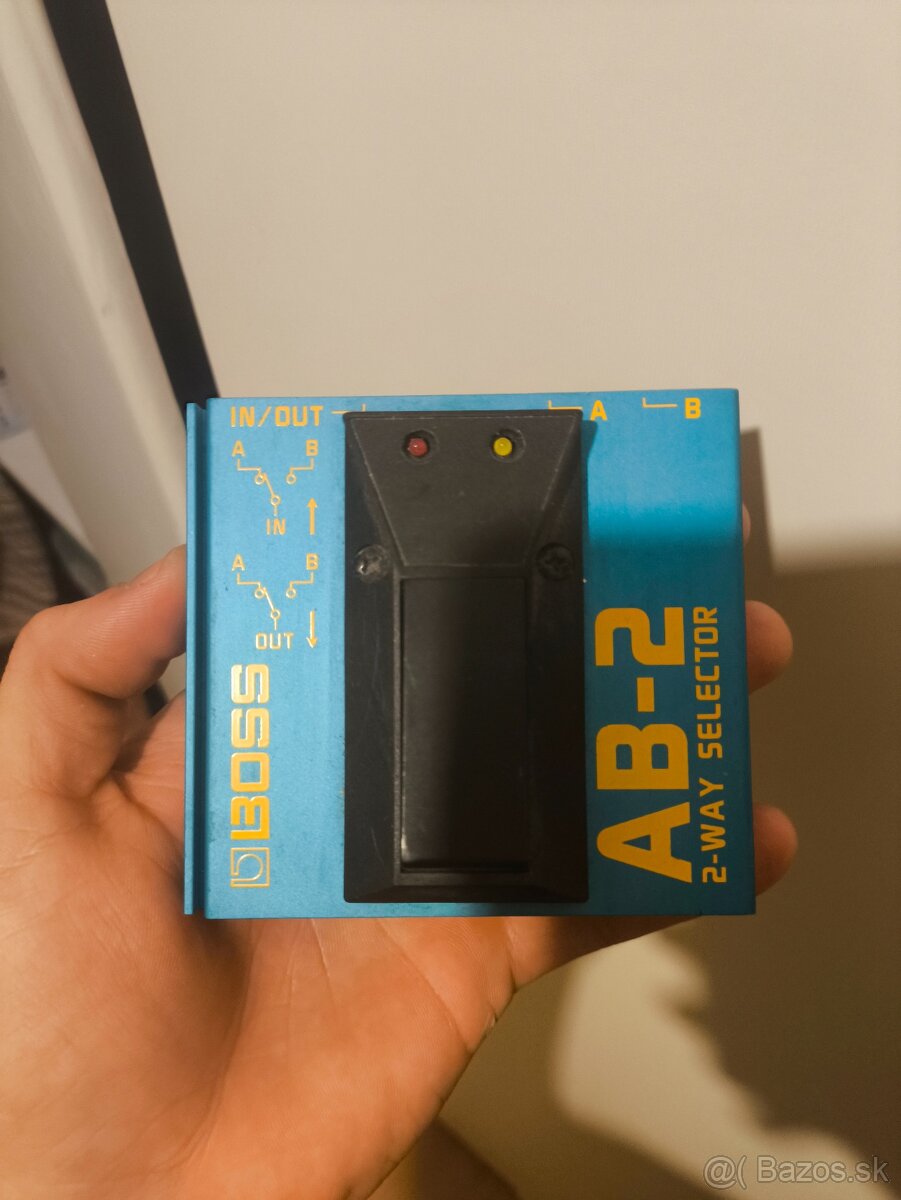 IN/OUT
A
B
A
B
IN
A
B
OUT
BOSS
AB-2
2-WAY SELECTOR
@( Bazos.sk